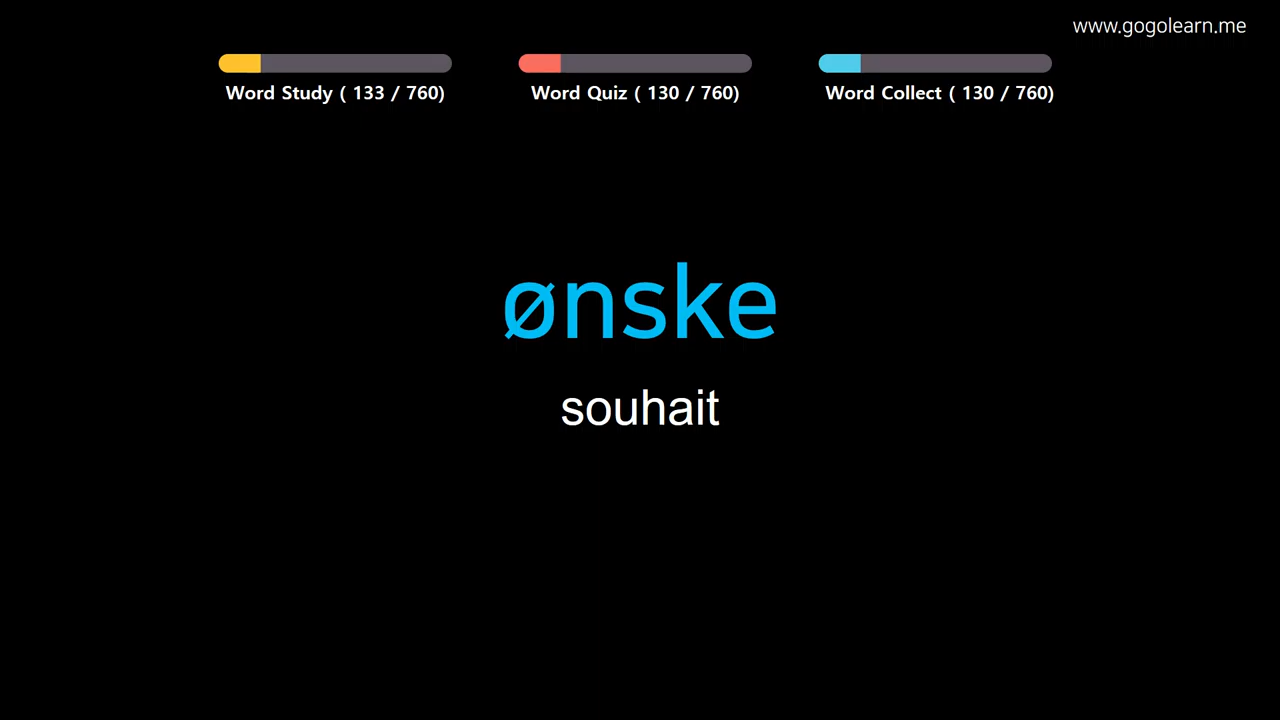 www.gogolearn.me
Word Study ( 133 / 760)
Word Quiz ( 130 / 760)
Word Collect ( 130 / 760)
ønske
souhait